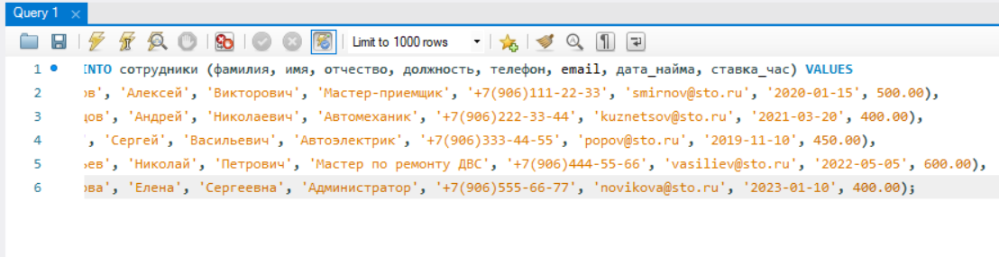 Query 1
Limit to 1000 rows
1 INTO сотрудники (фамилия, имя, отчество, должность, телефон, email, дата_найма, ставка_час) VALUES
2 ов', 'Алексей', 'Викторович', 'Мастер-приемщик', '+7(906)111-22-33', 'smirnov@sto.ru', '2020-01-15', 500.00),
3 цов', 'Андрей', 'Николаевич', 'Автомеханик', '+7(906)222-33-44', 'kuznetsov@sto.ru', '2021-03-20', 400.00),
4 ', 'Сергей', 'Васильевич', 'Автоэлектрик', '+7(906)333-44-55', 'popov@sto.ru', '2019-11-10', 450.00),
5 ьев', 'Николай', 'Петрович', 'Мастер по ремонту ДВС', '+7(906)444-55-66', 'vasiliev@sto.ru', '2022-05-05', 600.00),
6 ова', 'Елена', 'Сергеевна', 'Администратор', '+7(906)555-66-77', 'novikova@sto.ru', '2023-01-10', 400.00);